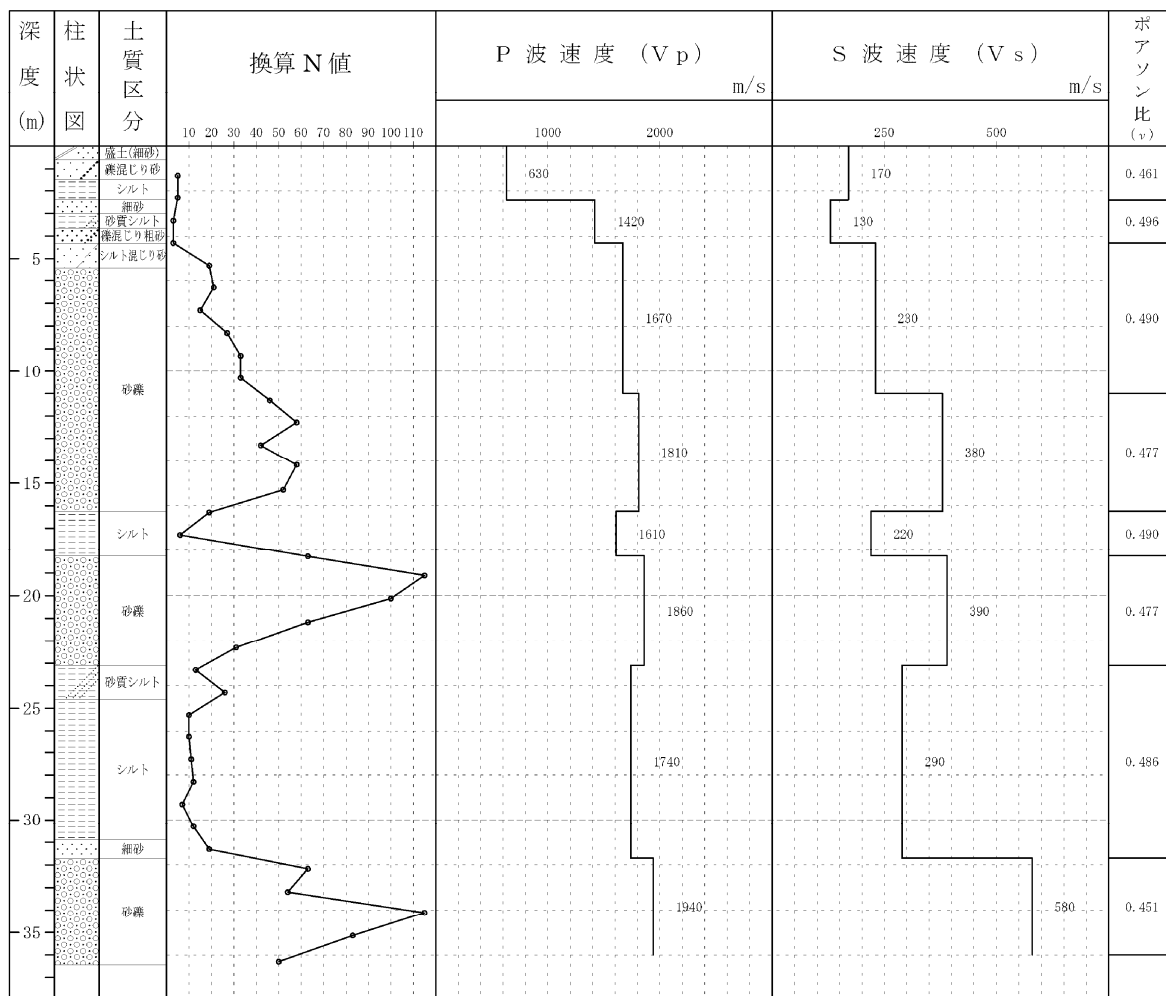 深度(m)
柱状図
土質区分
換算N値
10 20 30 40 50 60 70 80 90 100 110
P波速度 (Vp)
m/s
1000 2000
S波速度 (Vs)
m/s
250 500
ポアソン比
(ν)
盛土(細砂)
礫混じり砂
シルト
細砂
砂質シルト
礫混じり粗砂
シルト混じり砂
砂礫
シルト
砂礫
砂質シルト
シルト
細砂
砂礫
5
10
15
20
25
30
35
630
1420
1670
1810
1610
1860
1740
1940
170
130
230
380
220
390
290
580
0.461
0.496
0.490
0.477
0.490
0.477
0.486
0.451